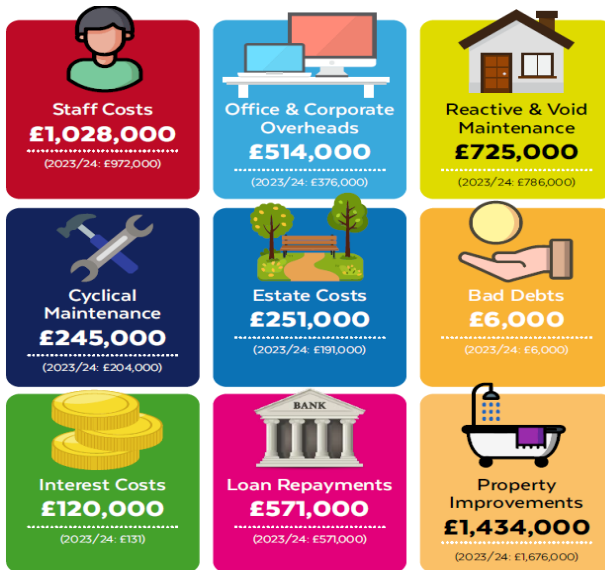 Staff Costs
£1,028,000
(2023/24: £972,000)
Office & Corporate
Overheads
£514,000
(2023/24: £376,000)
Reactive & Void
Maintenance
£725,000
(2023/24: £786,000)
Cyclical
Maintenance
£245,000
(2023/24: £204,000)
Estate Costs
£251,000
(2023/24: £191,000)
Bad Debts
£6,000
(2023/24: £6,000)
Interest Costs
£120,000
(2023/24: £131)
BANK
Loan Repayments
£571,000
(2023/24: £571,000)
Property
Improvements
£1,434,000
(2023/24: £1,676,000)